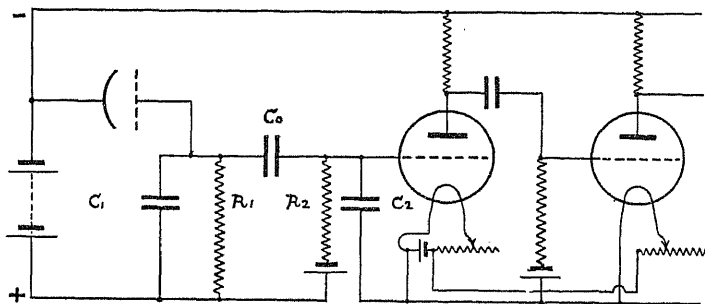 -
C₀
C₁
R₁
R₂
C₂
+